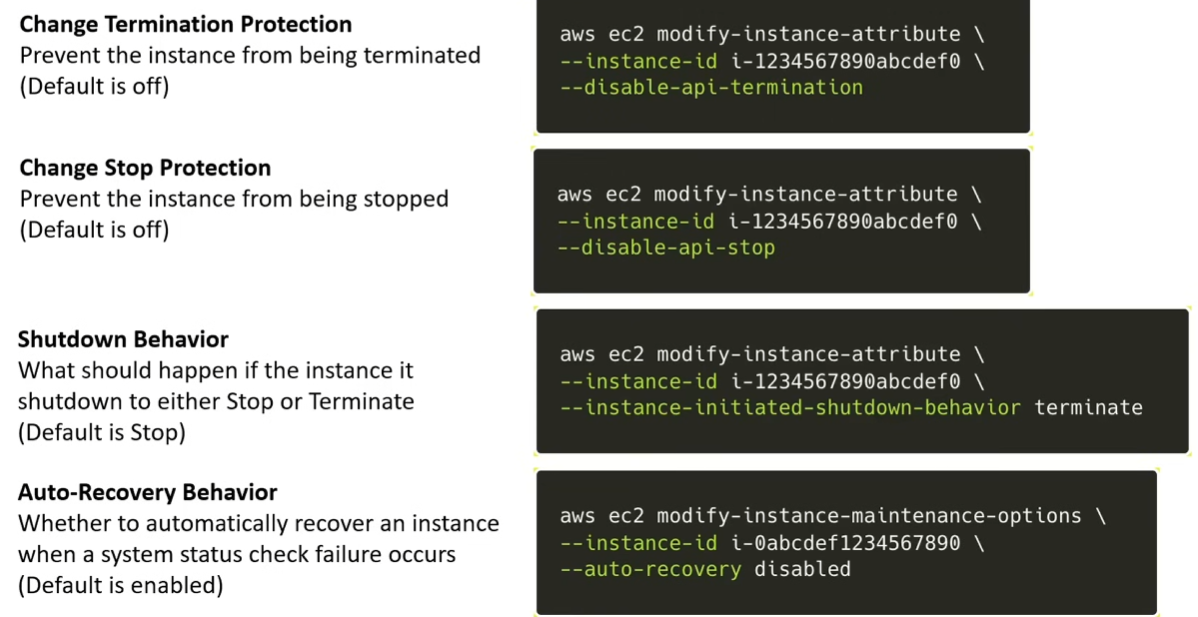 Change Termination Protection
Prevent the instance from being terminated
(Default is off)
aws ec2 modify-instance-attribute \
--instance-id i-1234567890abcdef0 \
--disable-api-termination
Change Stop Protection
Prevent the instance from being stopped
(Default is off)
aws ec2 modify-instance-attribute \
--instance-id i-1234567890abcdef0 \
--disable-api-stop
Shutdown Behavior
What should happen if the instance it
shutdown to either Stop or Terminate
(Default is Stop)
aws ec2 modify-instance-attribute \
--instance-id i-1234567890abcdef0 \
--instance-initiated-shutdown-behavior terminate
Auto-Recovery Behavior
Whether to automatically recover an instance
when a system status check failure occurs
(Default is enabled)
aws ec2 modify-instance-maintenance-options \
--instance-id i-0abcdef1234567890 \
--auto-recovery disabled